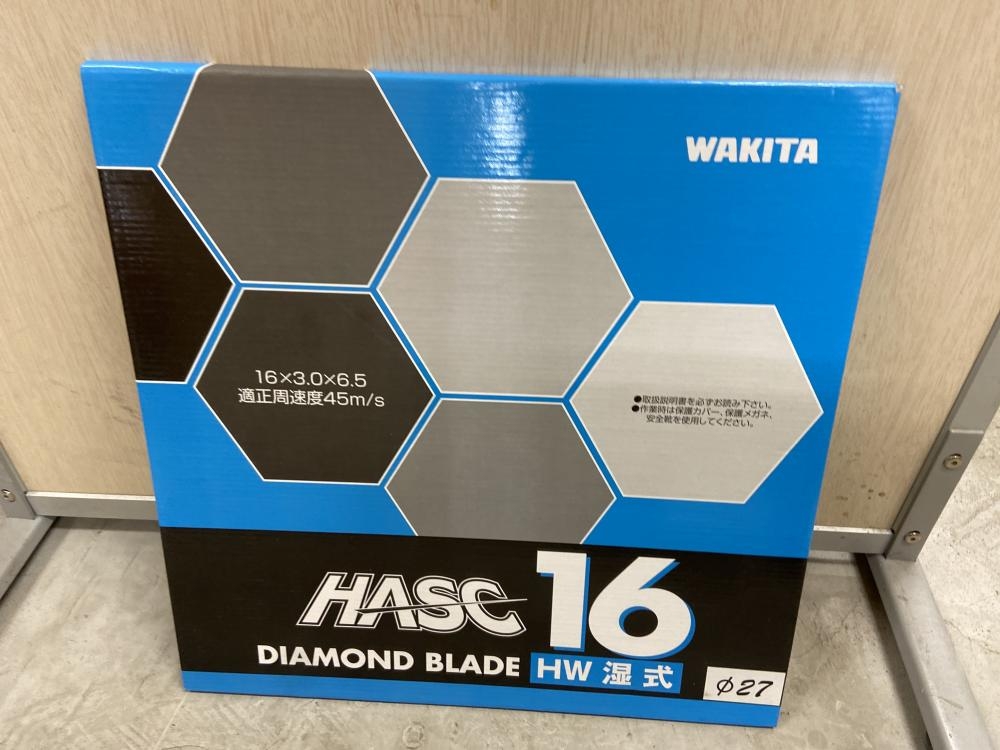 WAKITA
16×3.0×6.5
適正周速度45m/s
●取扱説明書を必ずお読み下さい。
●作業時は保護カバー、保護メガネ、
安全靴を使用してください。
HASC 16
DIAMOND BLADE HW 湿式
φ27